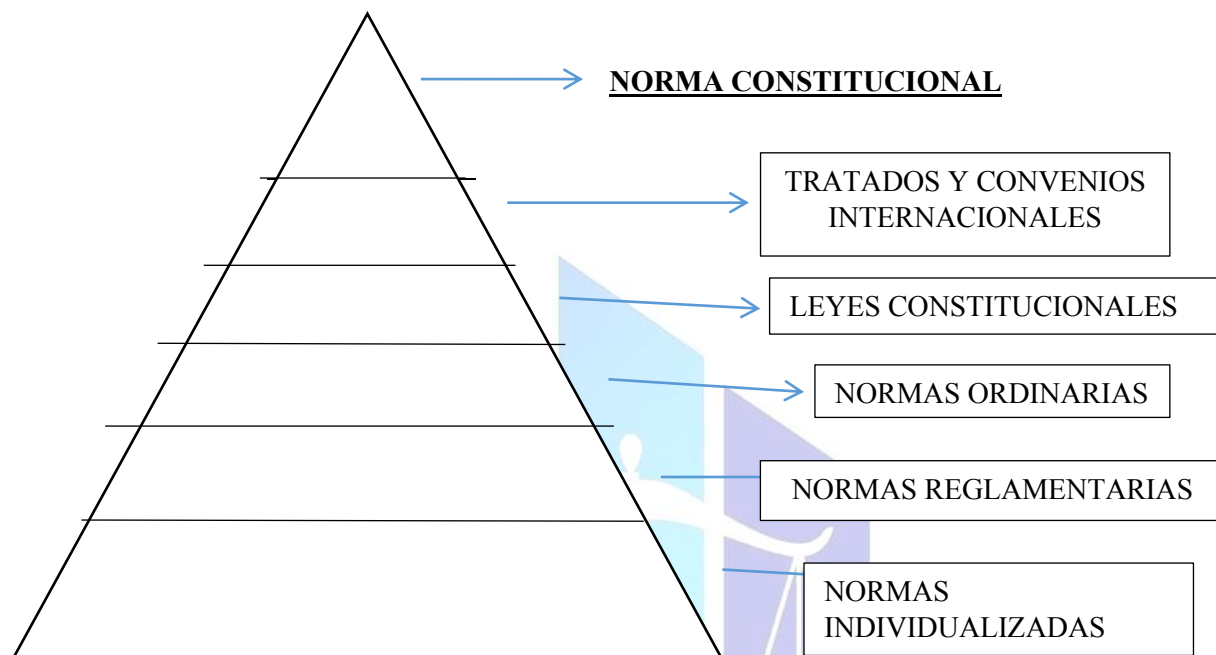 NORMA CONSTITUCIONAL
TRATADOS Y CONVENIOS
INTERNACIONALES
LEYES CONSTITUCIONALES
NORMAS ORDINARIAS
NORMAS REGLAMENTARIAS
NORMAS
INDIVIDUALIZADAS